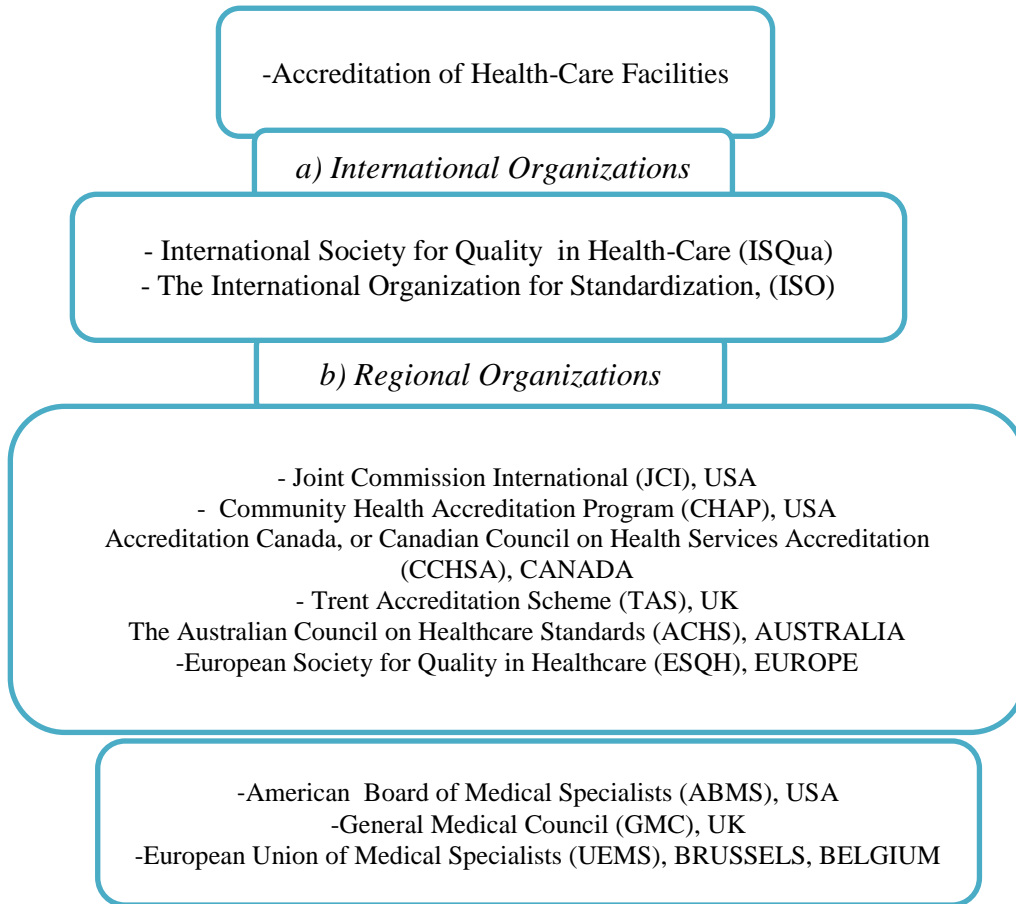 -Accreditation of Health-Care Facilities
a) International Organizations
- International Society for Quality in Health-Care (ISQua)
- The International Organization for Standardization, (ISO)
b) Regional Organizations
- Joint Commission International (JCI), USA
- Community Health Accreditation Program (CHAP), USA
Accreditation Canada, or Canadian Council on Health Services Accreditation
(CCHSA), CANADA
- Trent Accreditation Scheme (TAS), UK
The Australian Council on Healthcare Standards (ACHS), AUSTRALIA
-European Society for Quality in Healthcare (ESQH), EUROPE
-American Board of Medical Specialists (ABMS), USA
-General Medical Council (GMC), UK
-European Union of Medical Specialists (UEMS), BRUSSELS, BELGIUM